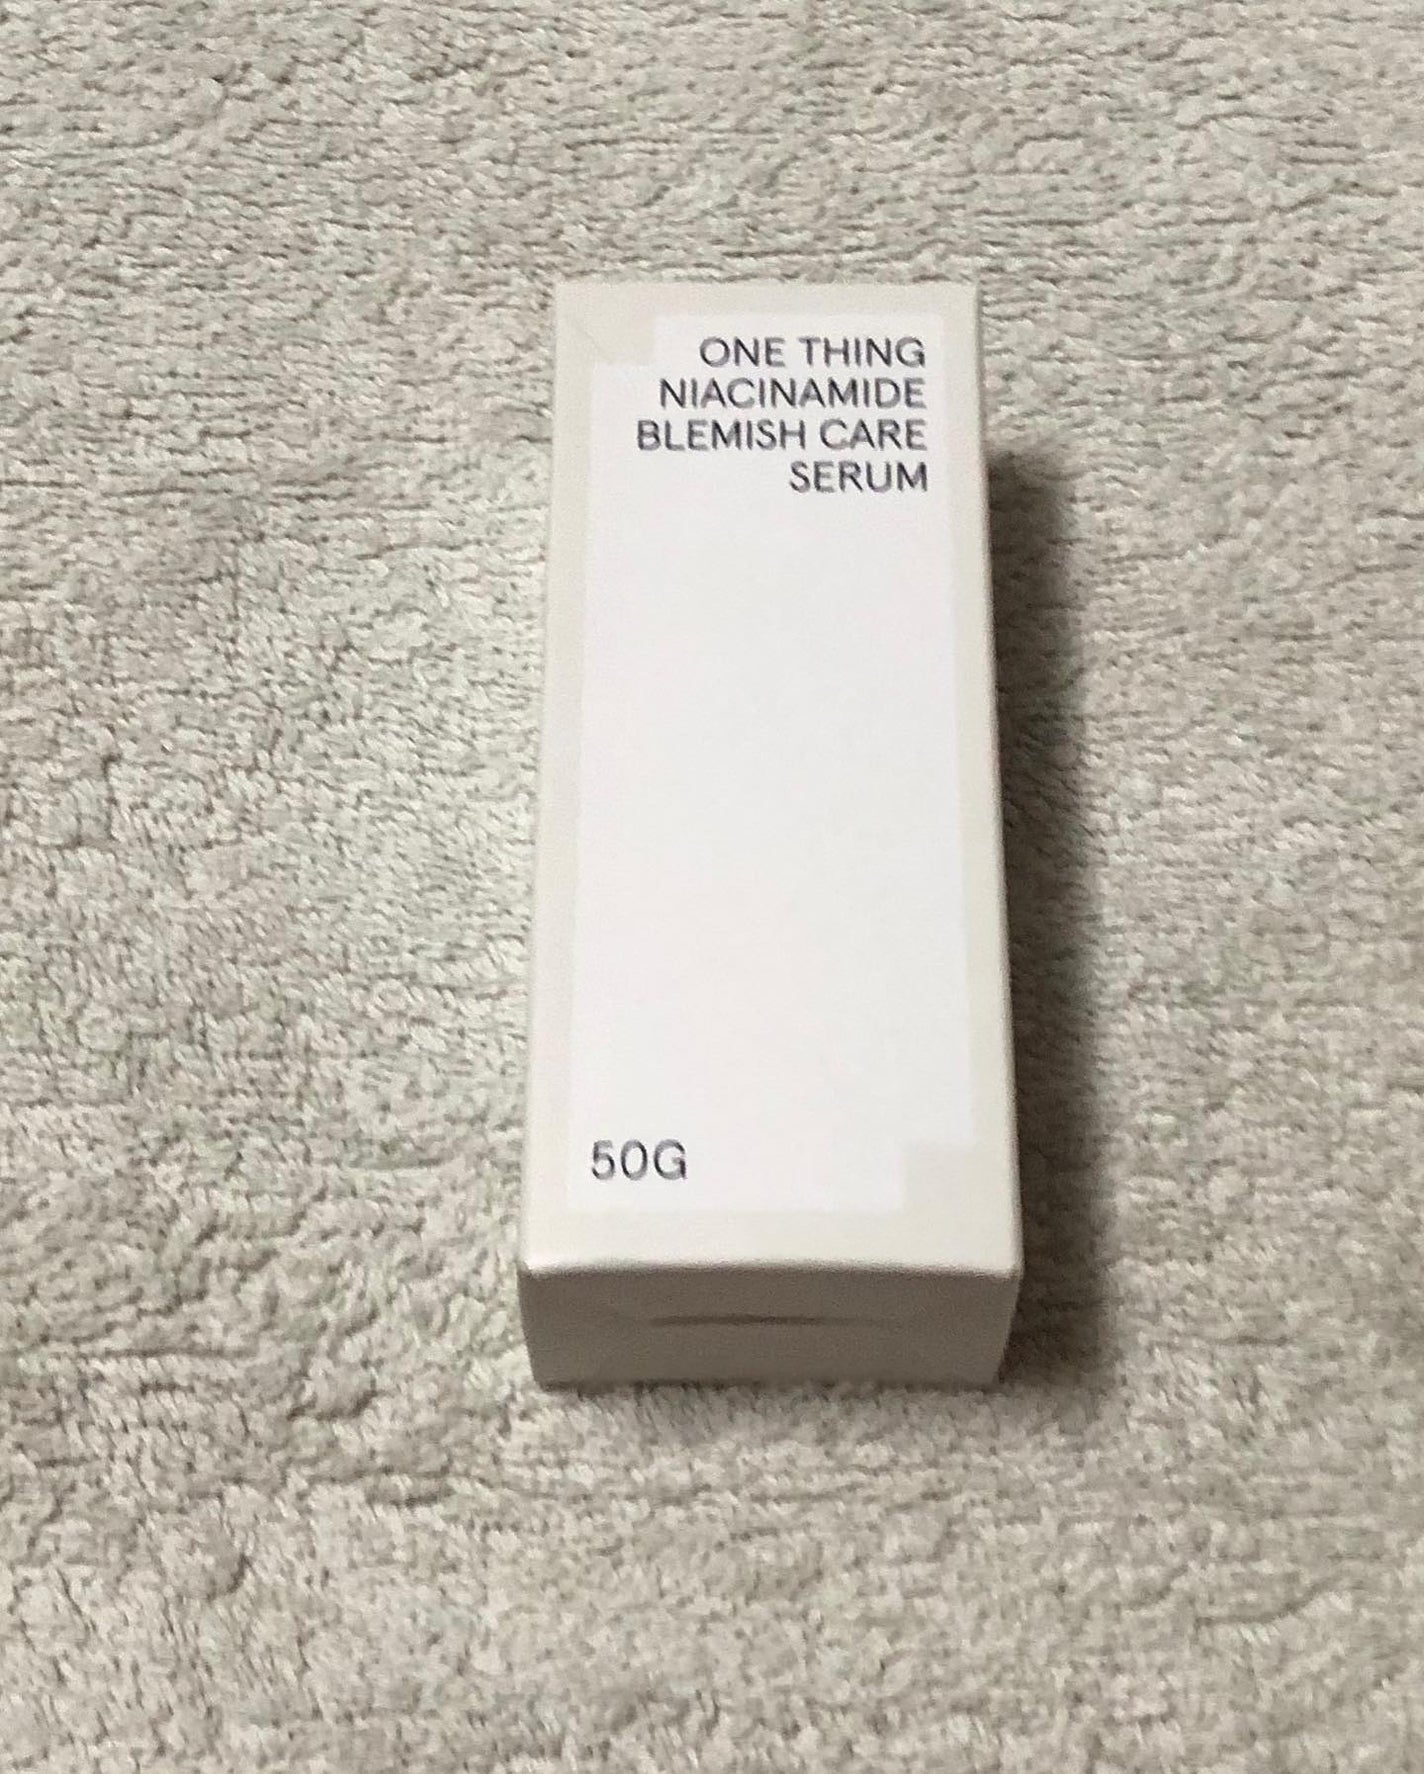 ONE THING
NIACINAMIDE
BLEMISH CARE
SERUM
50G